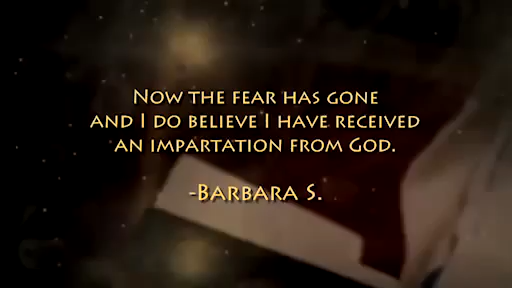 Now the fear has gone
and I do believe I have received
an impartation from God.
-Barbara S.